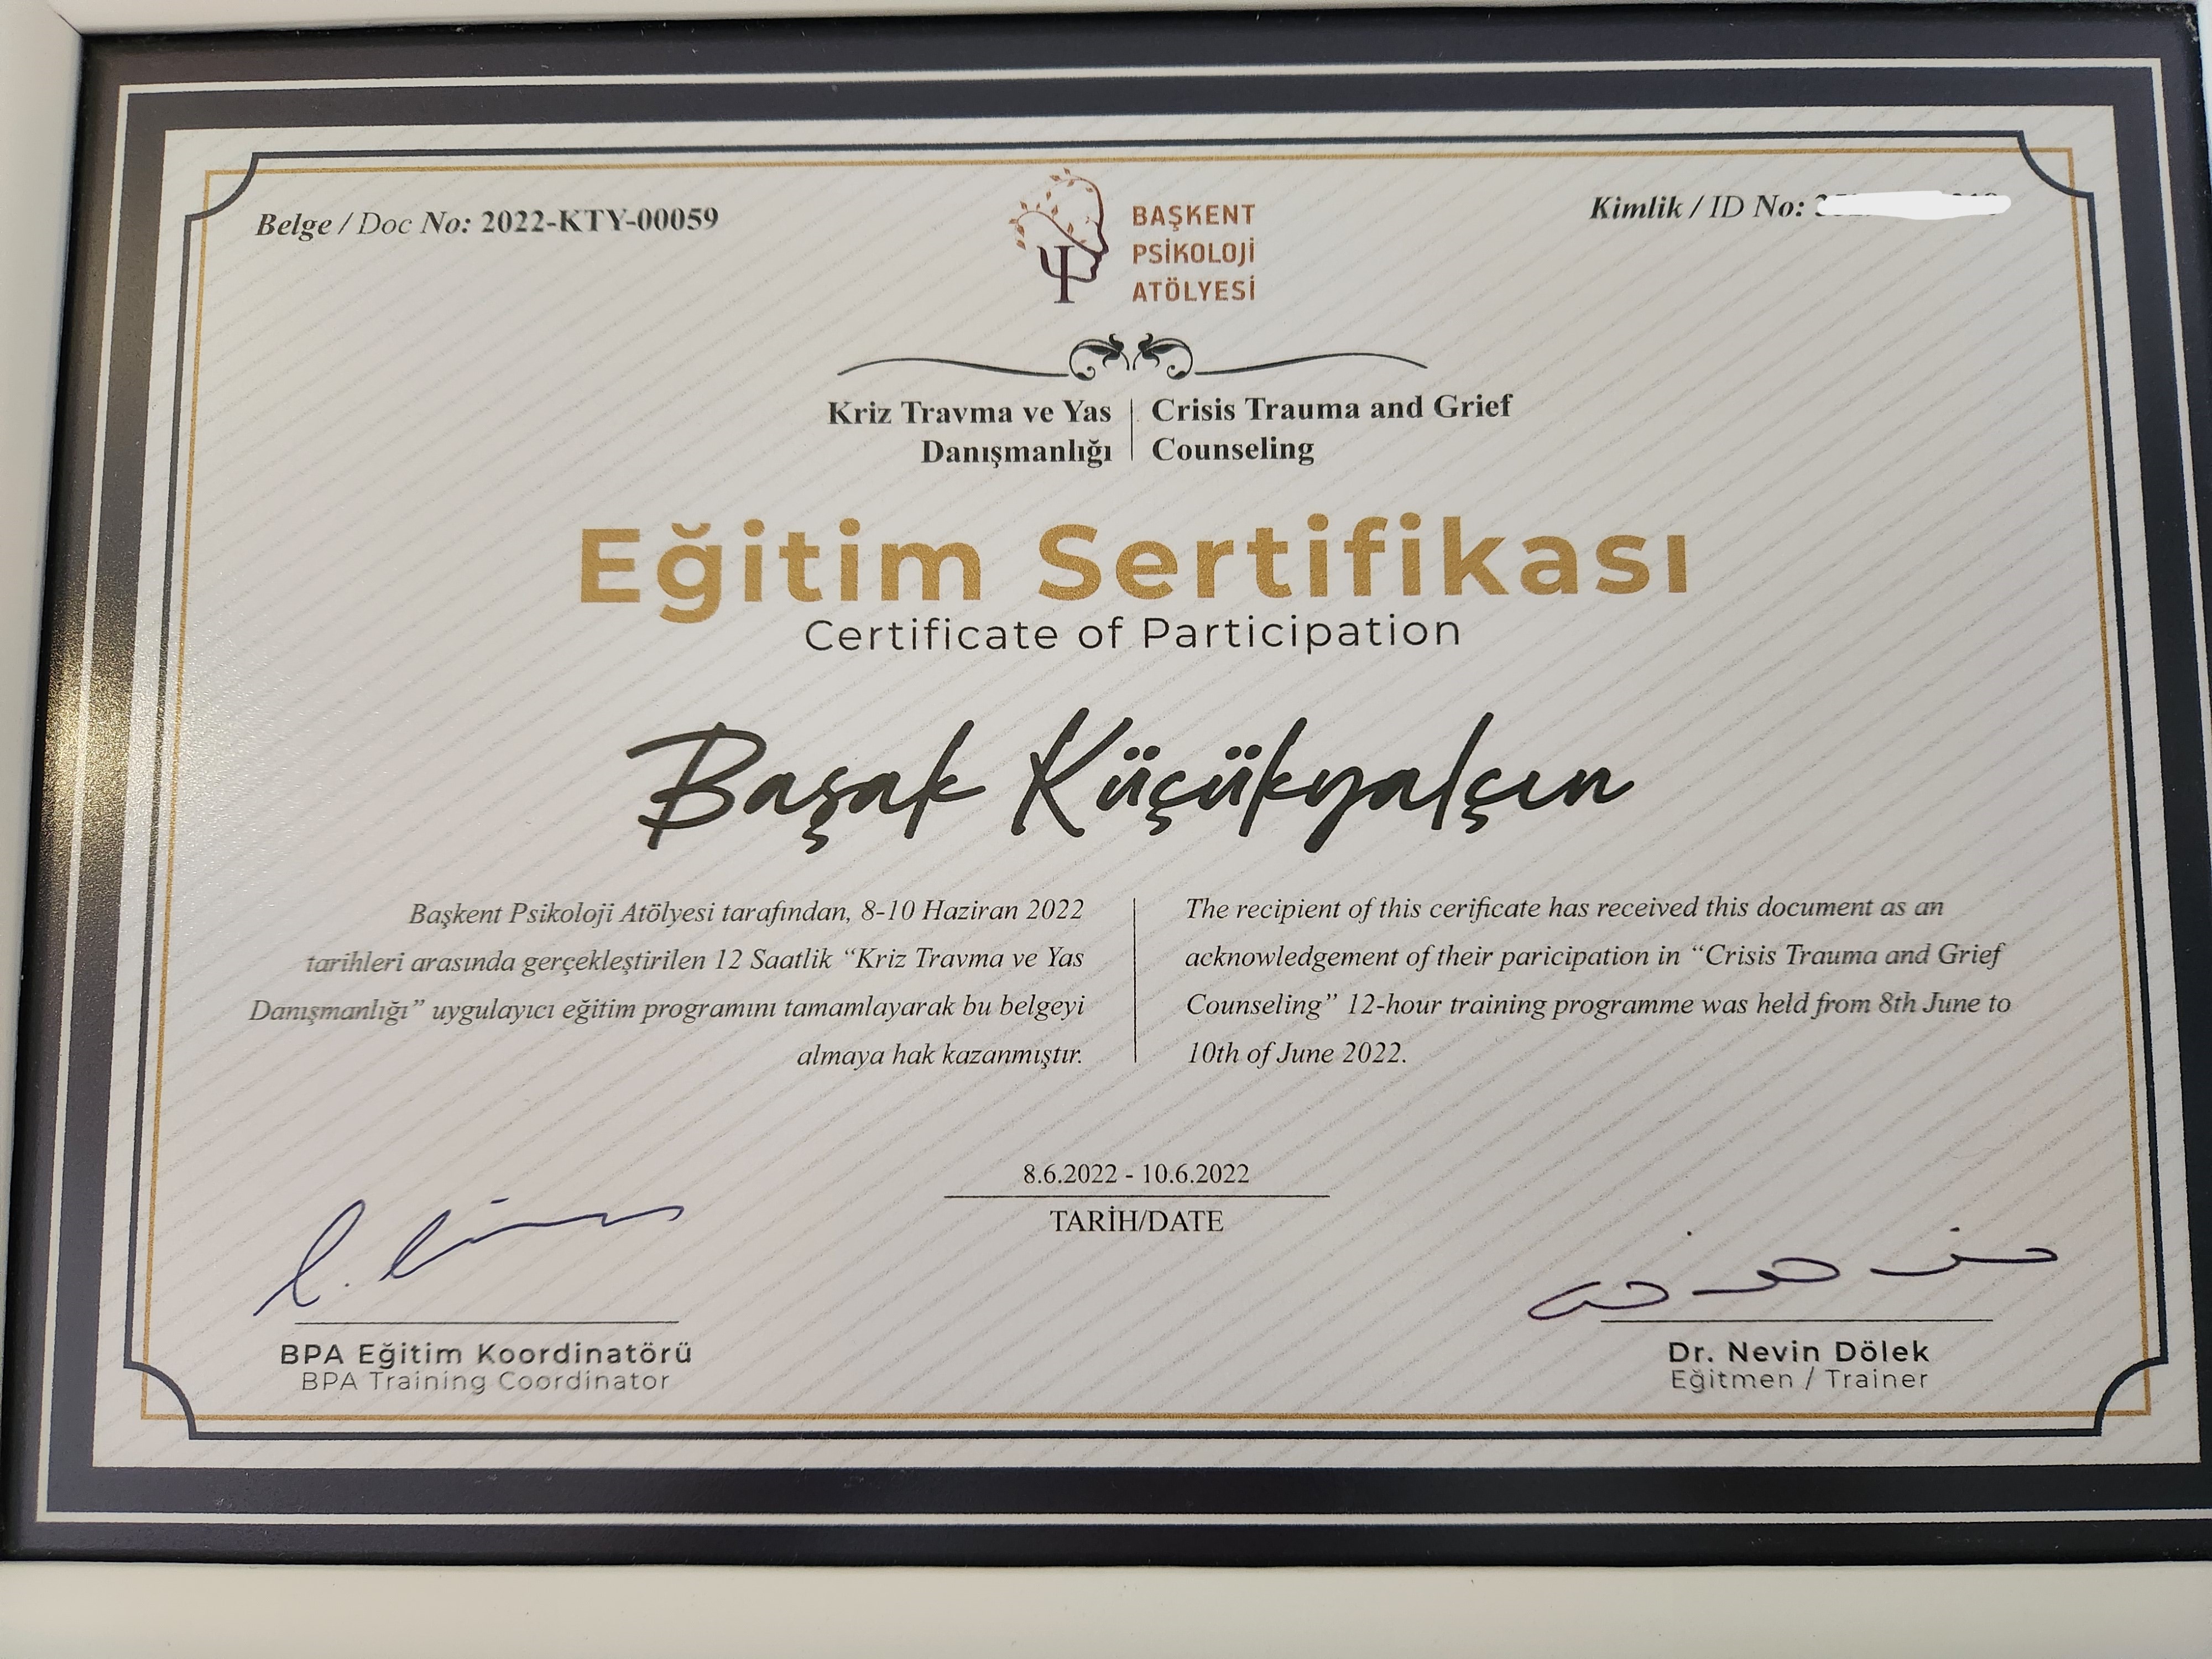 Belge / Doc No: 2022-KTY-00059
BAŞKENT
PSİKOLOJİ
ATÖLYESİ
Kimlik / ID No:
Kriz Travma ve Yas
Danışmanlığı
Crisis Trauma and Grief
Counseling
Eğitim Sertifikası
Certificate of Participation
Başak Küçükyalçın
Başkent Psikoloji Atölyesi tarafından, 8-10 Haziran 2022
tarihleri arasında gerçekleştirilen 12 Saatlik “Kriz Travma ve Yas
Danışmanlığı” uygulayıcı eğitim programını tamamlayarak bu belgeyi
almaya hak kazanmıştır.
The recipient of this cerificate has received this document as an
acknowledgement of their paricipation in “Crisis Trauma and Grief
Counseling” 12-hour training programme was held from 8th June to
10th of June 2022.
8.6.2022 - 10.6.2022
TARİH/DATE
BPA Eğitim Koordinatörü
BPA Training Coordinator
Dr. Nevin Dölek
Eğitmen / Trainer